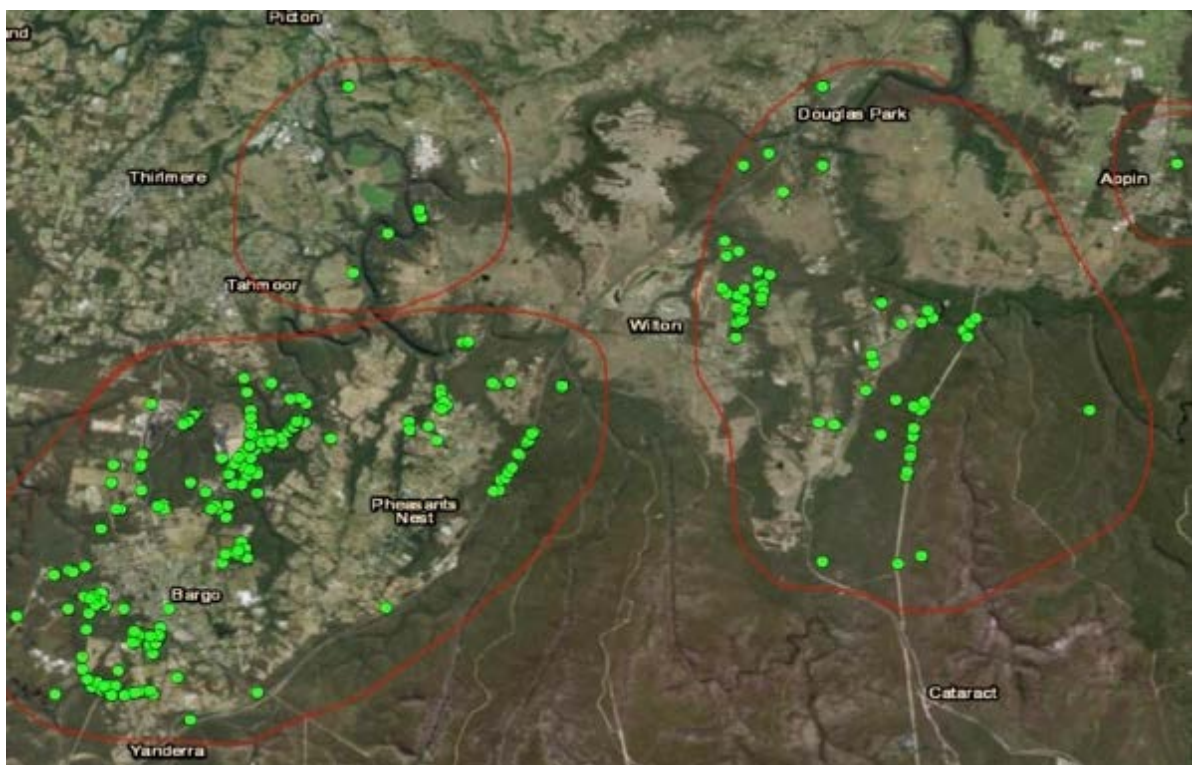 Picton
Douglas Park
Thirlmere
Appin
Tahmoor
Wilton
Pheasants
Nest
Bargo
Cataract
Yanderra